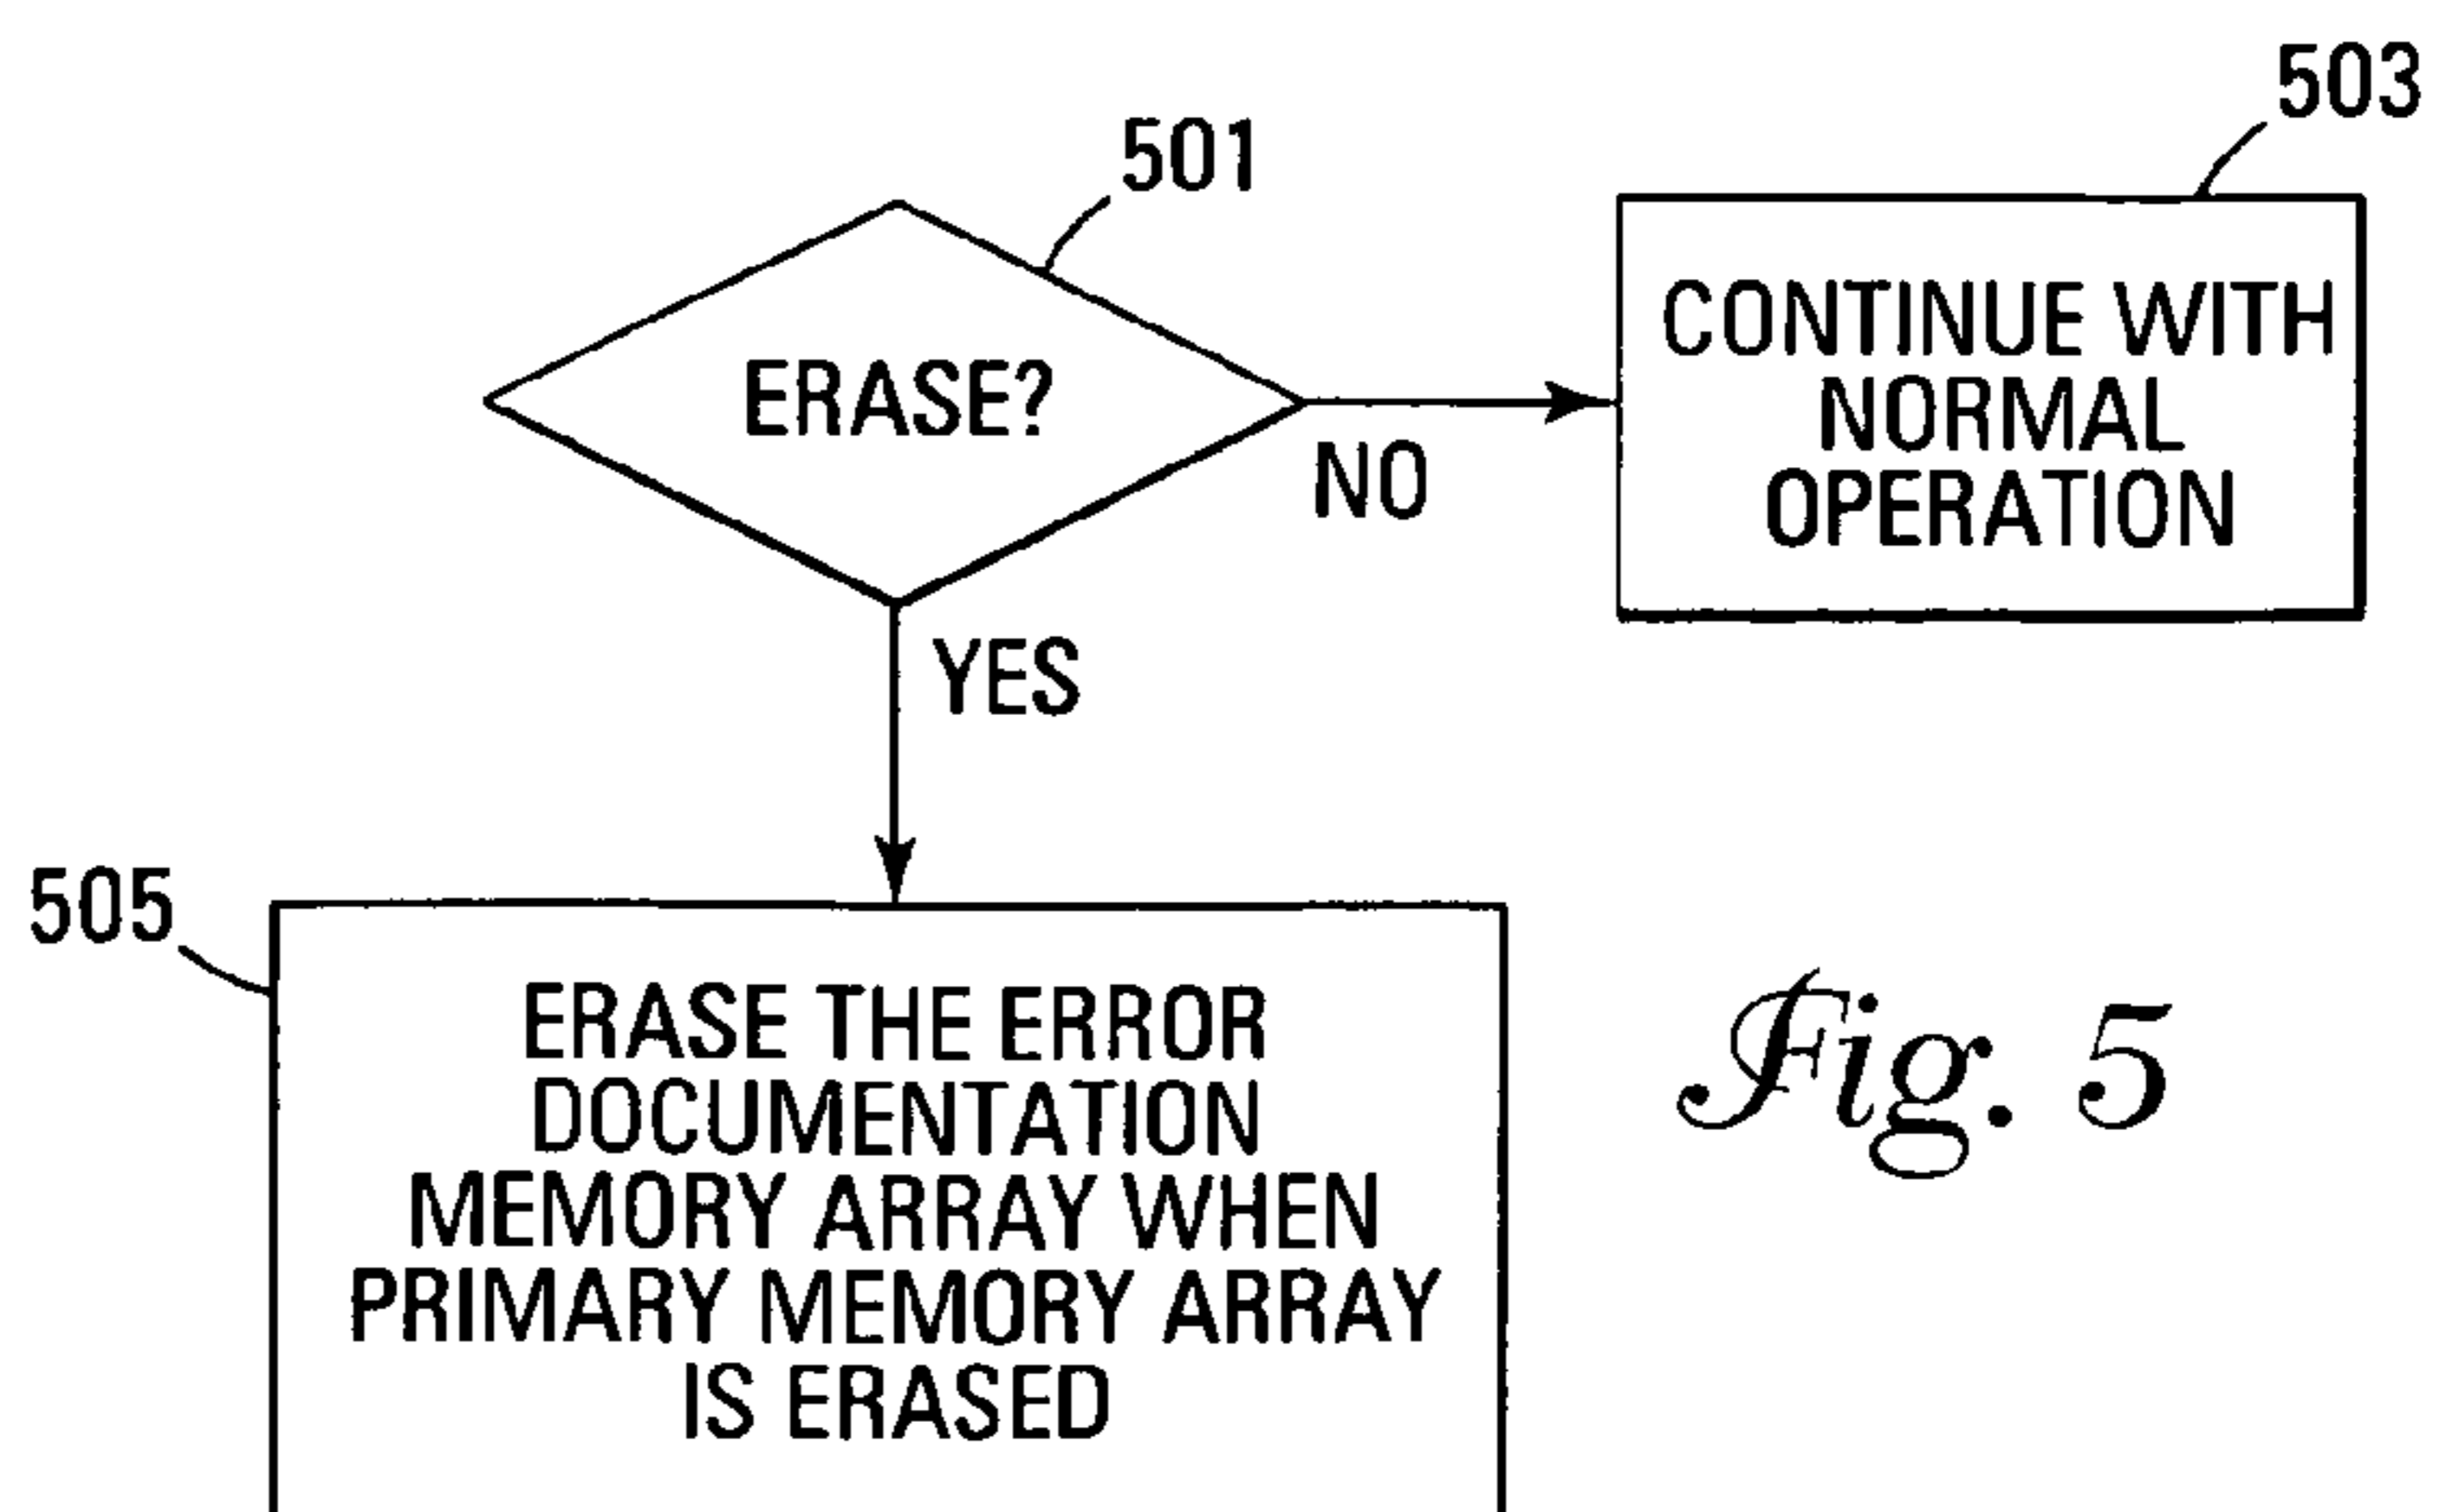 503
501
ERASE?
CONTINUE WITH
NORMAL
OPERATION
NO
YES
505
ERASE THE ERROR
DOCUMENTATION
MEMORY ARRAY WHEN
PRIMARY MEMORY ARRAY
IS ERASED
Fig. 5